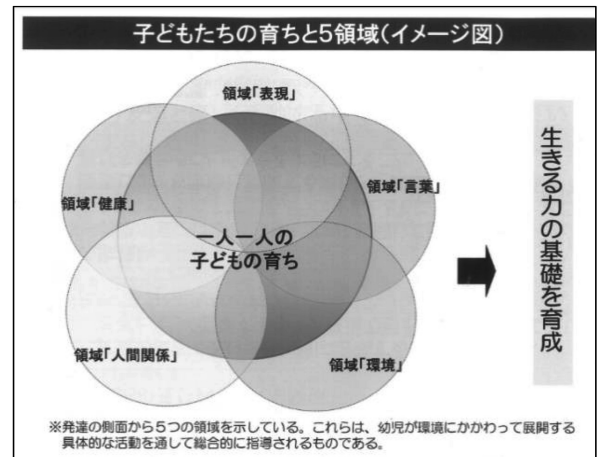 子どもたちの育ちと5領域(イメージ図)
領域「表現」
領域「健康」
領域「言葉」
一人一人の
子どもの育ち
領域「人間関係」
領域「環境」
生きる力の基礎を育成
※発達の側面から5つの領域を示している。これらは、幼児が環境にかかわって展開する
具体的な活動を通して総合的に指導されるものである。